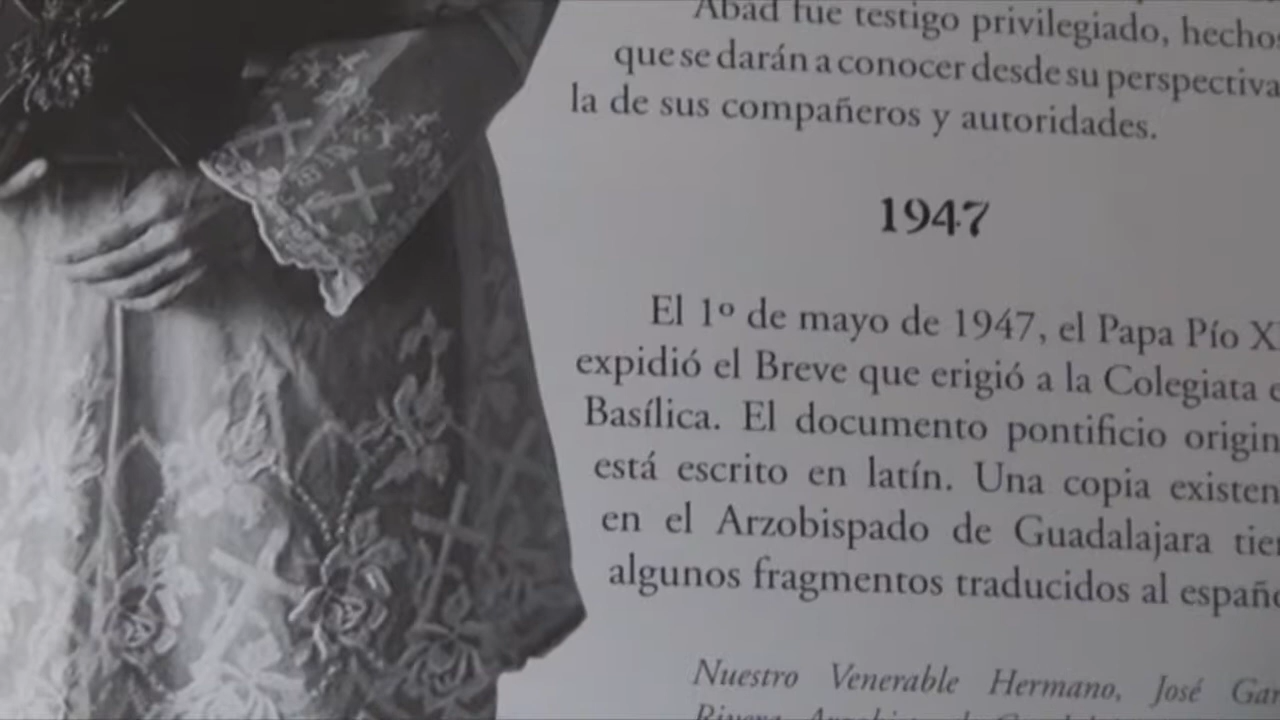 Abad fue testigo privilegiado,
que se darán a conocer desde su perspectiva
la de sus compañeros y autoridades.
1947
El 1º de mayo de 1947, el Papa Pío
expidió el Breve que erigió a la Colegiata
Basílica. El documento pontificio
está escrito en latín. Una copia
en el Arzobispado de Guadalajara
algunos fragmentos traducidos al
Nuestro Venerable Hermano, José